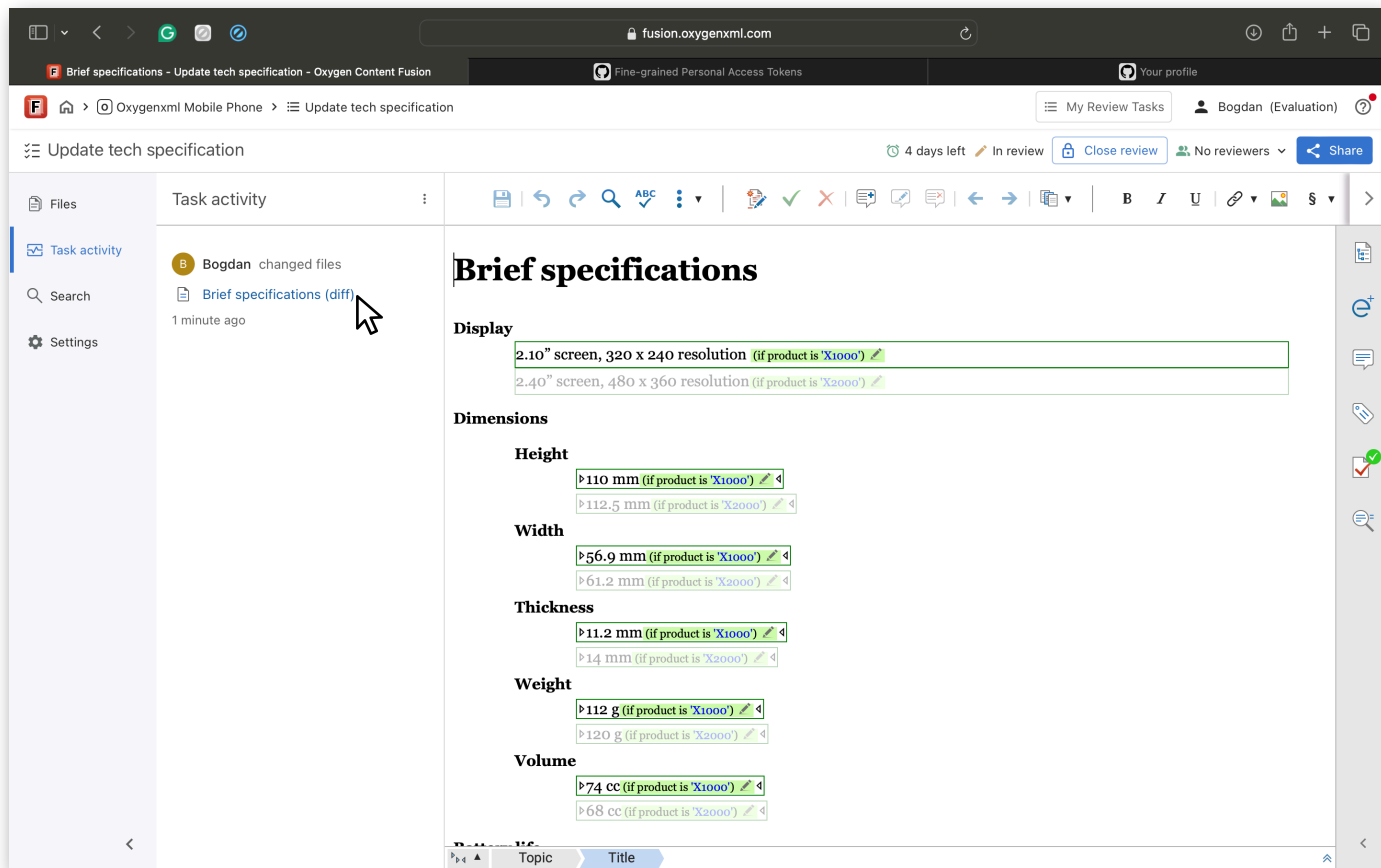 fusion.oxygenxml.com
Brief specifications - Update tech specification - Oxygen Content Fusion
Fine-grained Personal Access Tokens
Your profile
Oxygenxml Mobile Phone
Update tech specification
My Review Tasks
Bogdan (Evaluation)
Update tech specification
4 days left
In review
Close review
No reviewers
Share
Files
Task activity
Search
Settings
Task activity
B
Bogdan changed files
Brief specifications (diff)
1 minute ago
ABC
B I U §
Brief specifications
Display
2.10” screen, 320 x 240 resolution (if product is 'X1000')
2.40” screen, 480 x 360 resolution (if product is 'X2000')
Dimensions
Height
110 mm (if product is 'X1000')
112.5 mm (if product is 'X2000')
Width
56.9 mm (if product is 'X1000')
61.2 mm (if product is 'X2000')
Thickness
11.2 mm (if product is 'X1000')
14 mm (if product is 'X2000')
Weight
112 g (if product is 'X1000')
120 g (if product is 'X2000')
Volume
74 cc (if product is 'X1000')
68 cc (if product is 'X2000')
Topic
Title